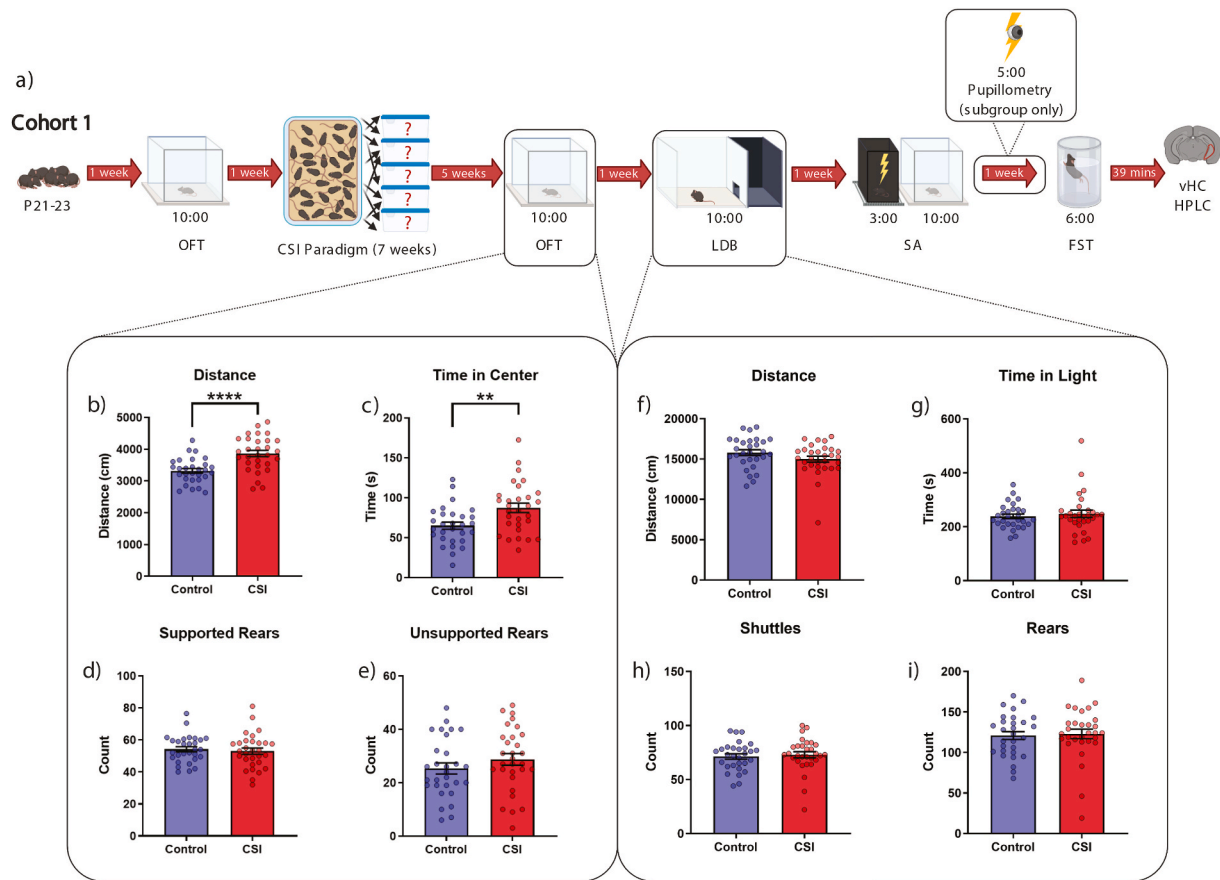 a)
Cohort 1
P21-23
1 week
10:00
OFT
1 week
? ? ? ? ?
CSI Paradigm (7 weeks)
5 weeks
10:00
OFT
1 week
10:00
LDB
1 week
3:00 10:00
SA
5:00
Pupillometry
(subgroup only)
1 week
6:00
FST
39 mins
vHC
HPLC
b)
Distance
****
Distance (cm)
5000
4000
3000
2000
1000
0
Control CSI
c)
Time in Center
**
Time (s)
200
150
100
50
0
Control CSI
d)
Supported Rears
Count
100
80
60
40
20
0
Control CSI
e)
Unsupported Rears
Count
60
40
20
0
Control CSI
f)
Distance
Distance (cm)
20000
15000
10000
5000
0
Control CSI
g)
Time in Light
Time (s)
600
400
200
0
Control CSI
h)
Shuttles
Count
150
100
50
0
Control CSI
i)
Rears
Count
200
150
100
50
0
Control CSI